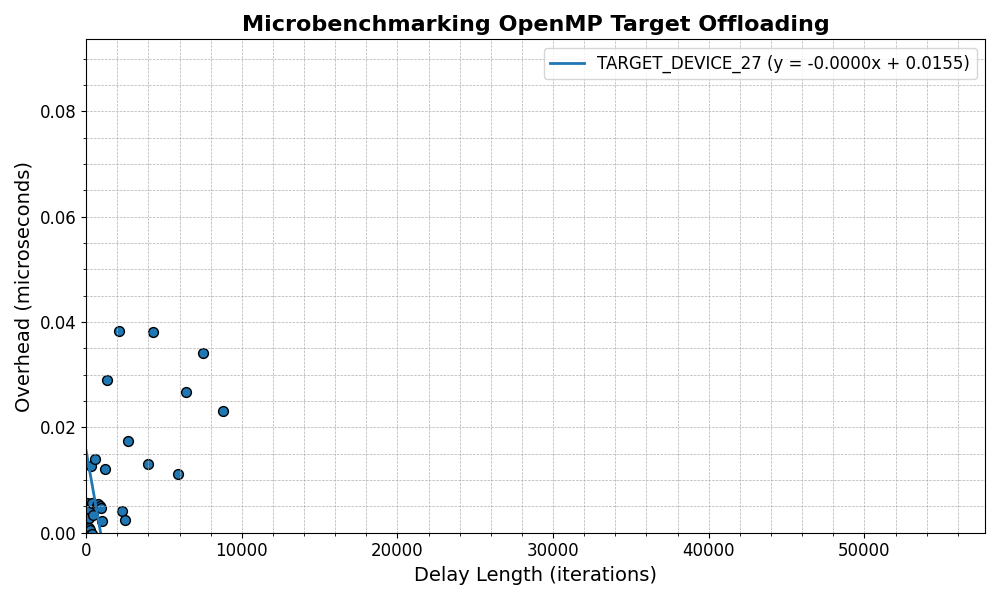 Microbenchmarking OpenMP Target Offloading
TARGET_DEVICE_27 (y = -0.0000x + 0.0155)
Overhead (microseconds)
0.08
0.06
0.04
0.02
0.00
0 10000 20000 30000 40000 50000
Delay Length (iterations)